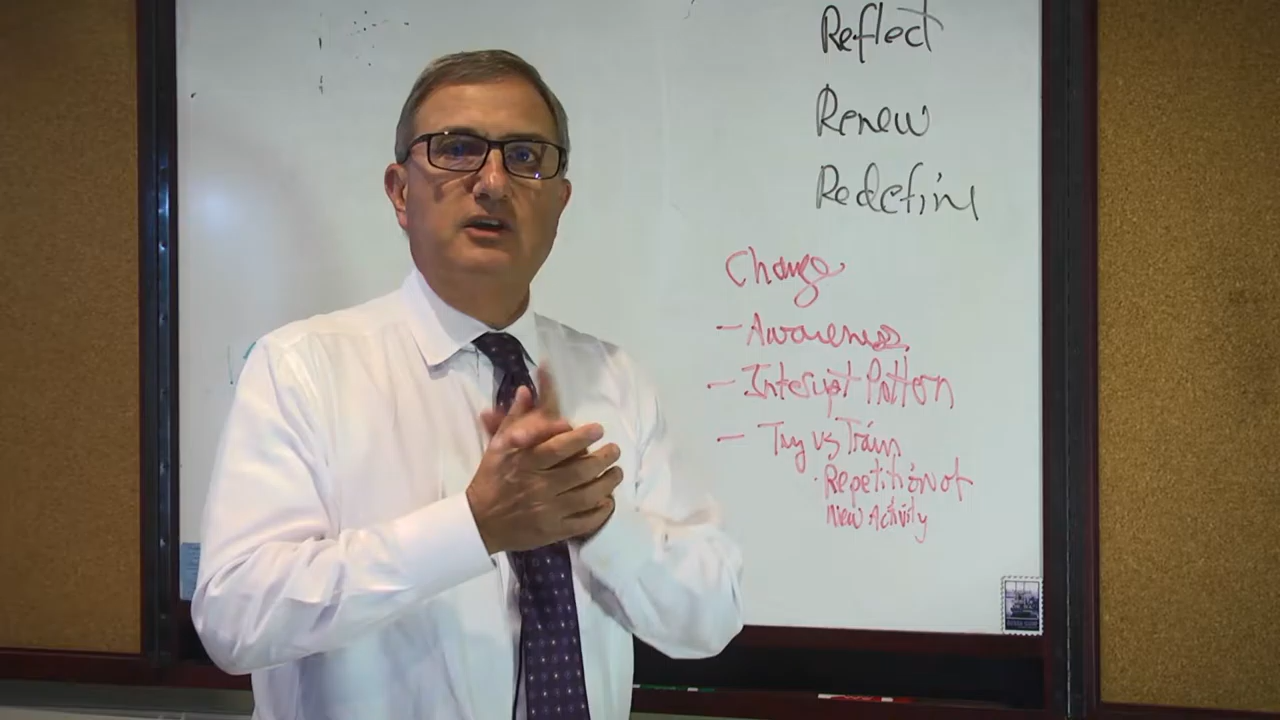 Reflect
Renew
Redefine
Change
- Awareness
- Interupt Pattern
- Try vs Train
· Repetition of
New Activity